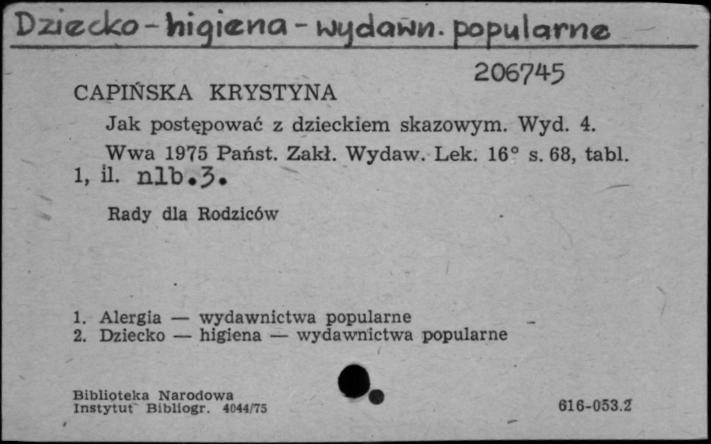 Dziecko - higiena - wydawn. popularne
206745
CAPIŃSKA KRYSTYNA
Jak postępować z dzieckiem skazowym. Wyd. 4.
Wwa 1975 Państ. Zakł. Wydaw. Lek. 16° s. 68, tabl.
1, il. nlb.3.
Rady dla Rodziców
1. Alergia — wydawnictwa popularne
2. Dziecko — higiena — wydawnictwa popularne
Biblioteka Narodowa
Instytut Bibliogr. 4044/75
616-053.2